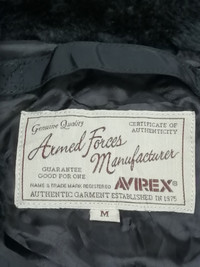 Genuine Quality
CERTIFICATE OF
AUTHENTICITY
Armed Forces
Manufacturer
GUARANTEE
GOOD FOR ONE
NAME & TRADE MARK REGISTERED AVIREX®
AUTHENTIC GARMENT ESTABLISHED IN 1975
M